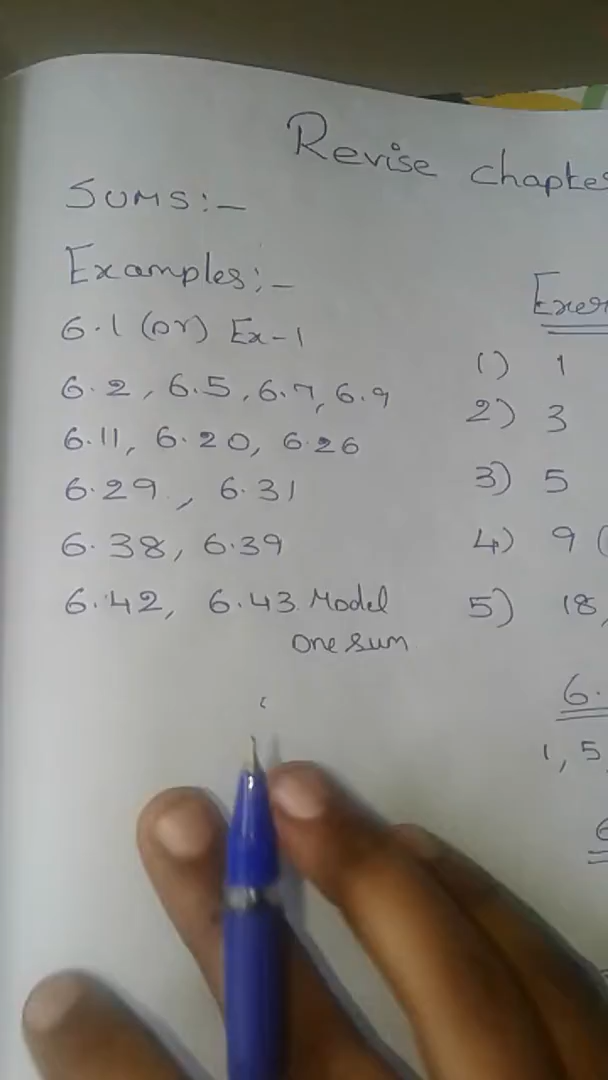 Revise chapte
SUMS:-
Examples:-
6.1 (or) Ex-1
6.2, 6.5, 6.7, 6.9
6.11, 6.20, 6.26
6.29, 6.31
6.38, 6.39
6.42, 6.43 Model
one sum
Exer
1) 1
2) 3
3) 5
4) 9 (
5) 18,
6.
1, 5,
6